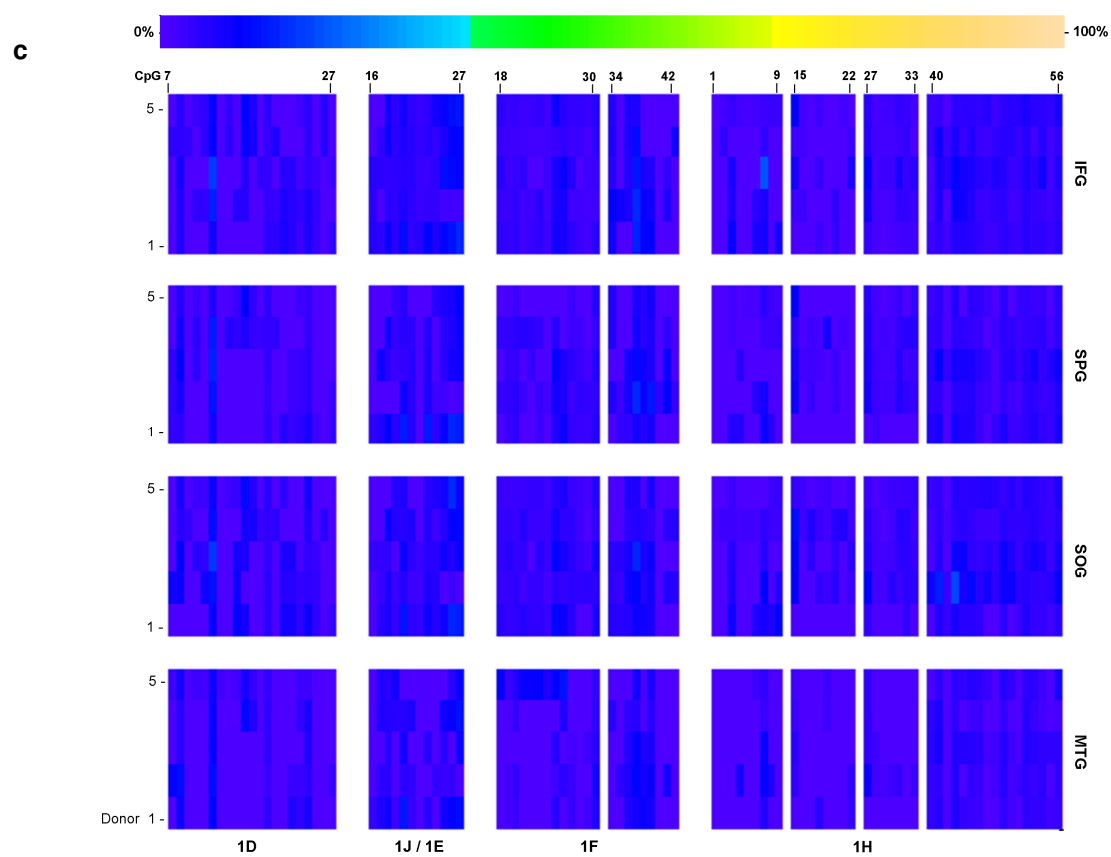 0% 100%
c
CpG 7 27 16 27 18 30 34 42 1 9 15 22 27 33 40 56
5 -
IFG
1 -
5 -
SPG
1 -
5 -
SOG
1 -
5 -
MTG
Donor 1 -
1D 1J / 1E 1F 1H